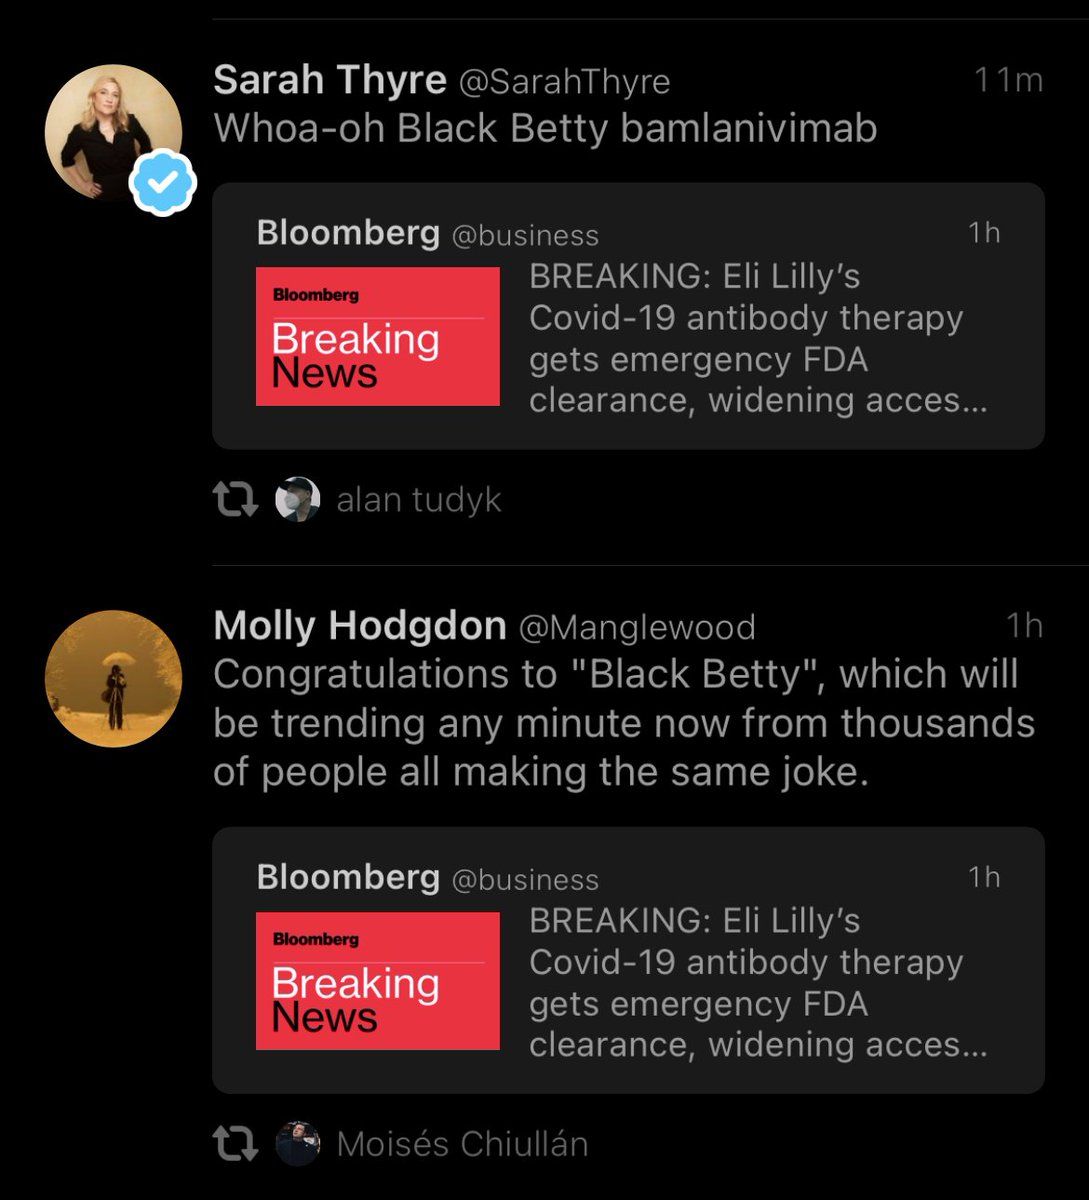 Sarah Thyre @SarahThyre 11m
Whoa-oh Black Betty bamlanivimab
Bloomberg @business 1h
Bloomberg
Breaking
News
BREAKING: Eli Lilly’s
Covid-19 antibody therapy
gets emergency FDA
clearance, widening acces...
alan tudyk
Molly Hodgdon @Manglewood 1h
Congratulations to "Black Betty", which will
be trending any minute now from thousands
of people all making the same joke.
Bloomberg @business 1h
Bloomberg
Breaking
News
BREAKING: Eli Lilly’s
Covid-19 antibody therapy
gets emergency FDA
clearance, widening acces...
Moisés Chiullán